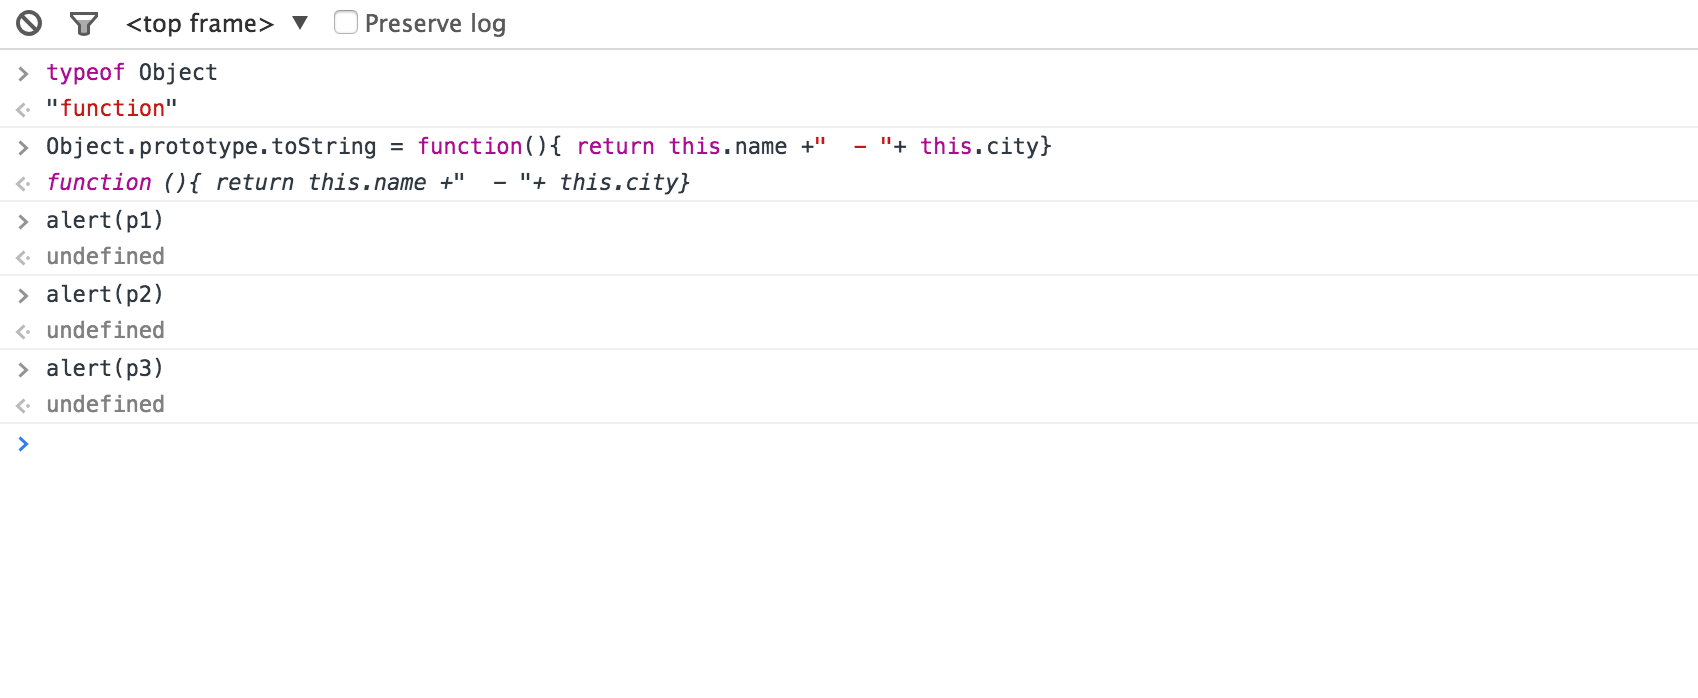 <top frame> ▼ Preserve log
> typeof Object
"function"
> Object.prototype.toString = function(){ return this.name +"  - "+ this.city}
function (){ return this.name +"  - "+ this.city}
> alert(p1)
undefined
> alert(p2)
undefined
> alert(p3)
undefined
>